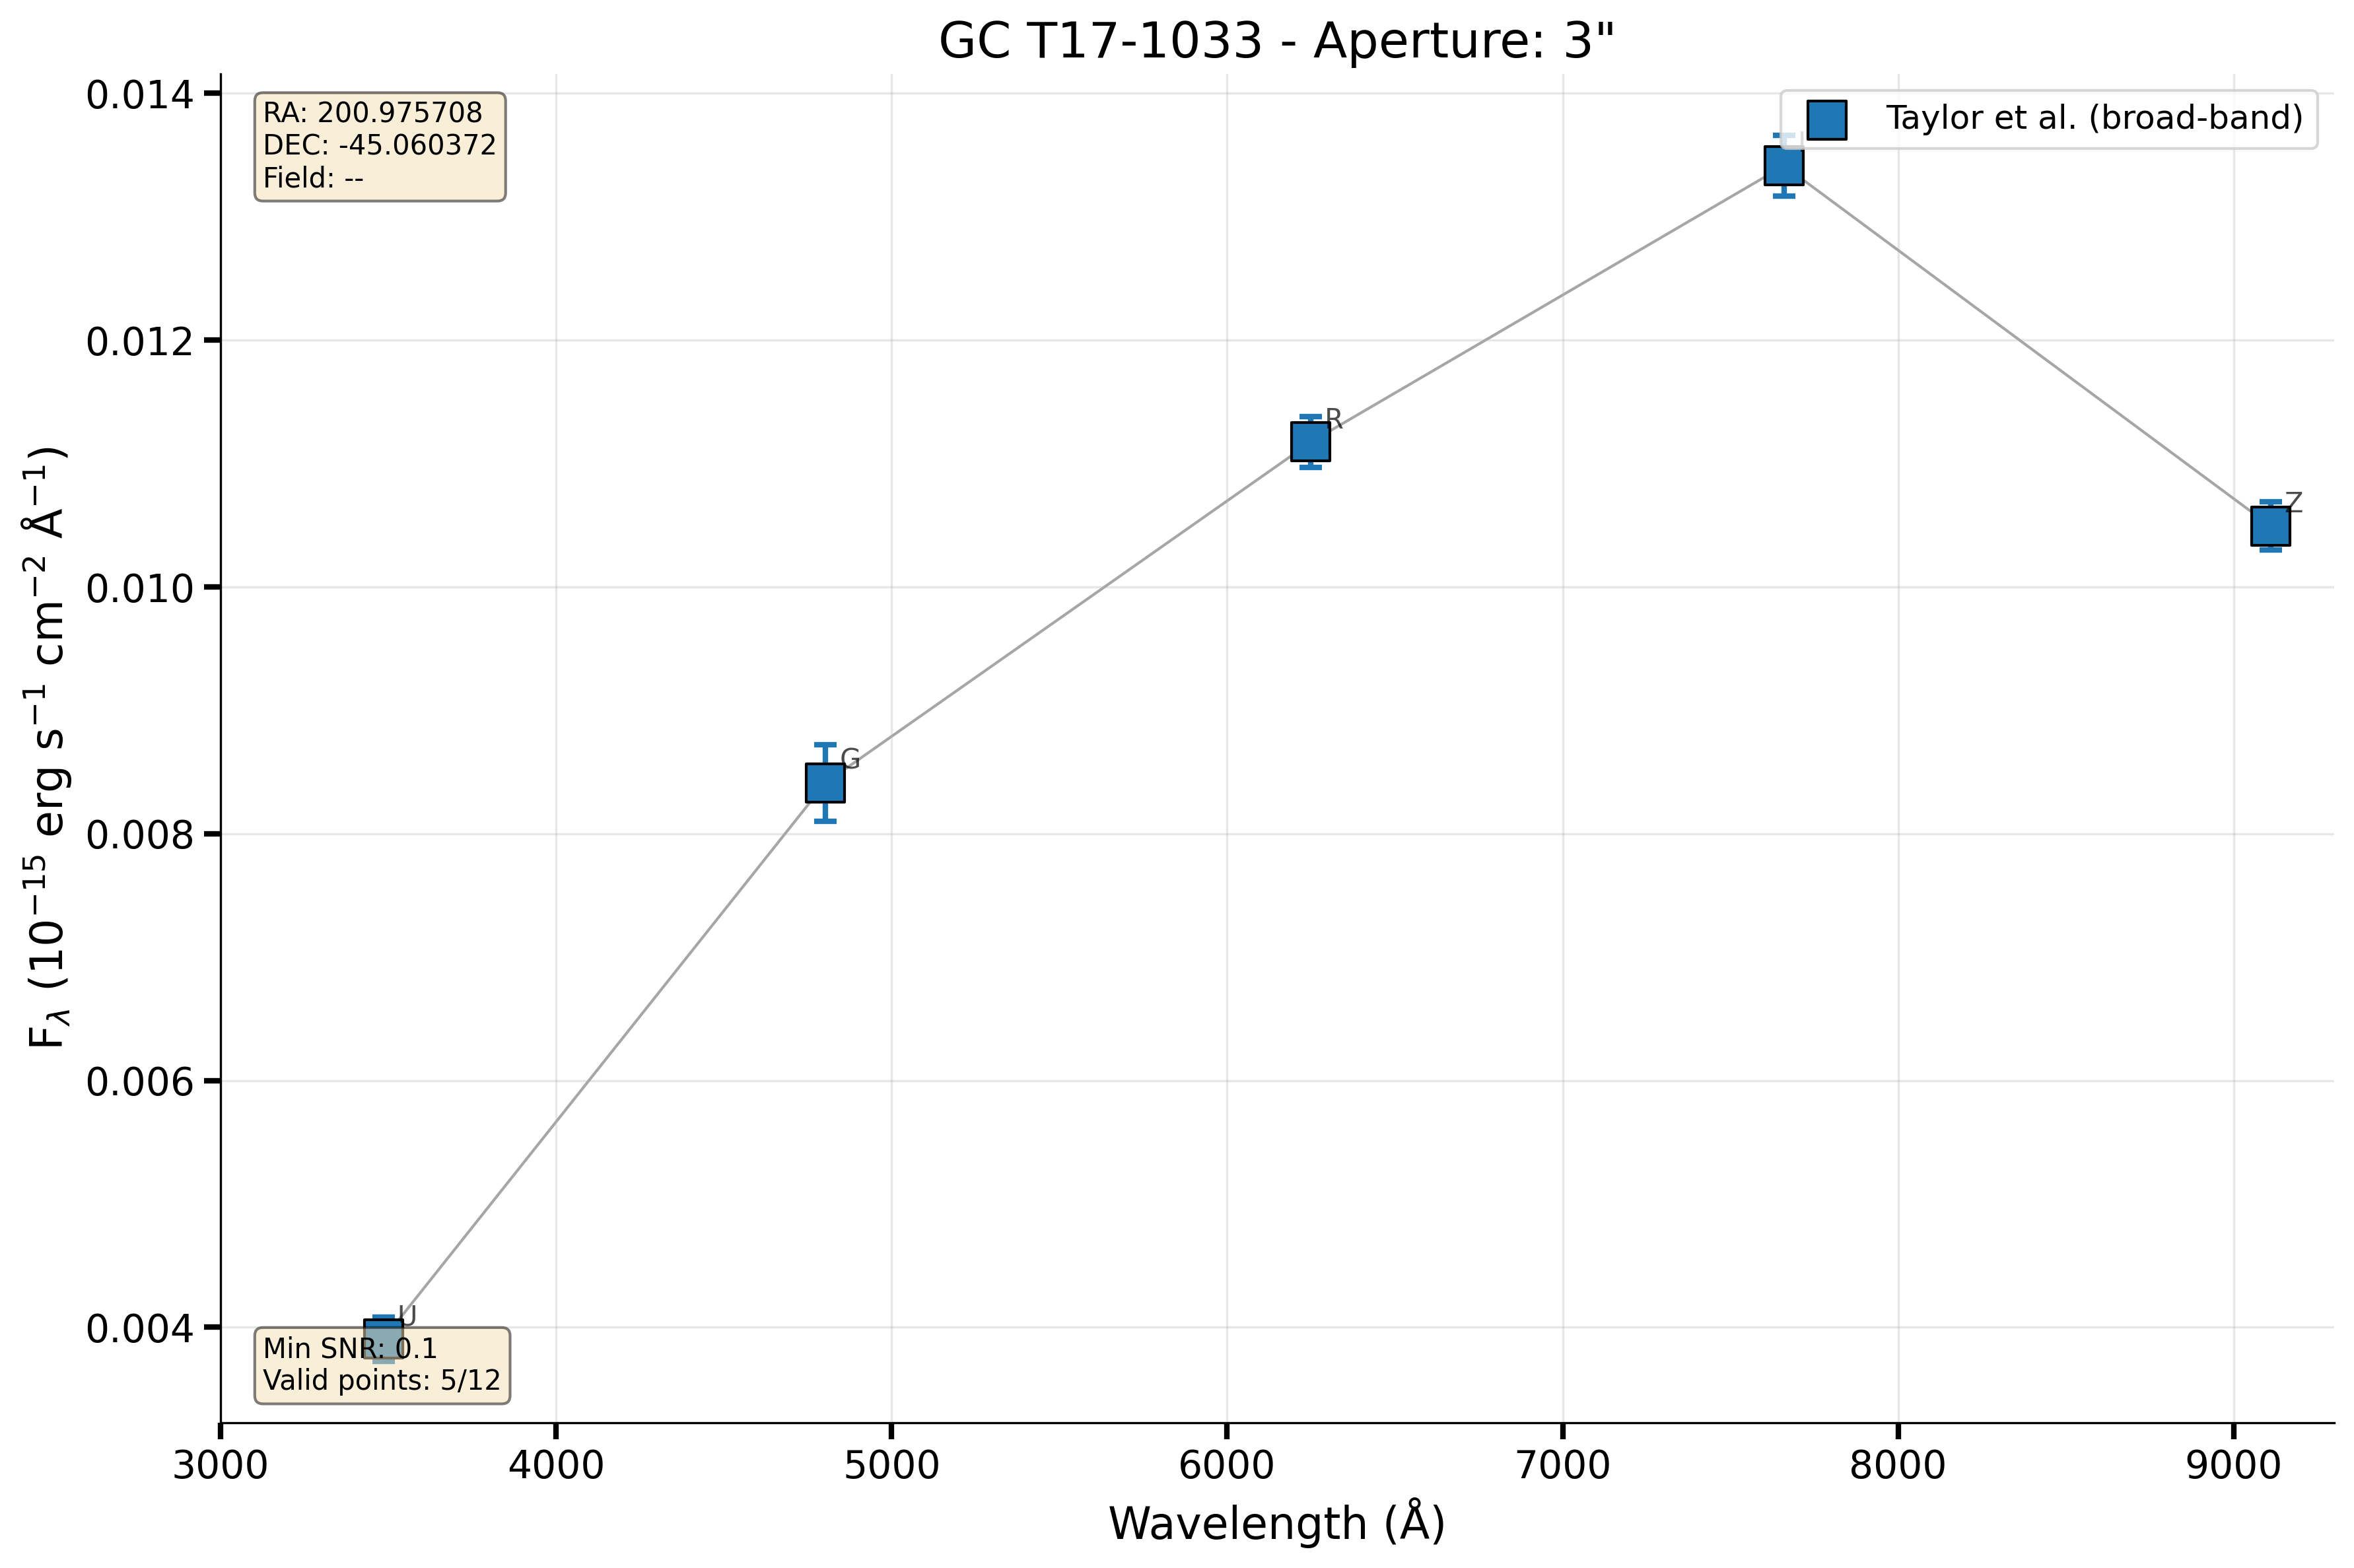 GC T17-1033 - Aperture: 3"
RA: 200.975708
DEC: -45.060372
Field: --
Taylor et al. (broad-band)
I
R
Z
G
U
Min SNR: 0.1
Valid points: 5/12
0.014
0.012
0.010
0.008
0.006
0.004
F_λ (10⁻¹⁵ erg s⁻¹ cm⁻² Å⁻¹)
3000 4000 5000 6000 7000 8000 9000
Wavelength (Å)